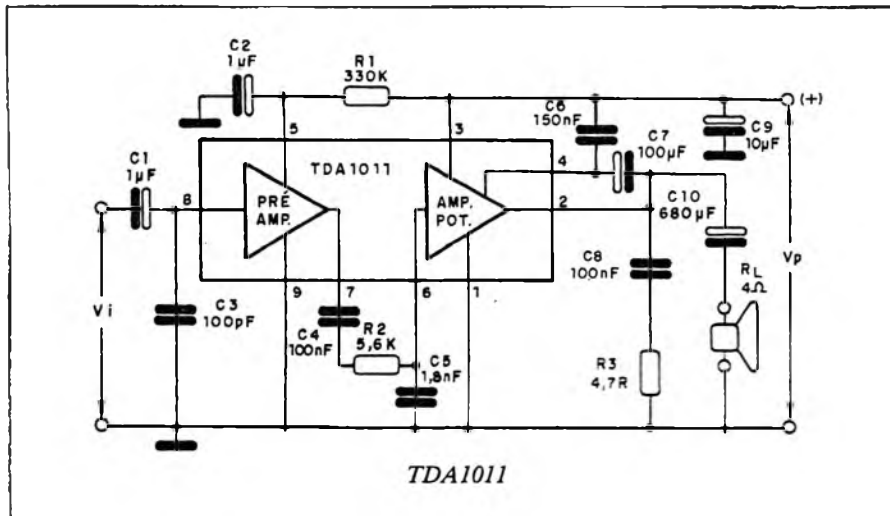 C2
1µF
R1
330K
(+)
C6
150nF
C7
100µF
C9
10µF
5
3
C1
1µF
TDA1011
4
8
PRÉ
AMP.
AMP.
POT.
2
C10
680µF
C8
100nF
Vp
RL
4Ω
9
7
6
1
Vi
C3
100pF
C4
100nF
R2
5,6K
C5
1,8nF
R3
4,7R
TDA1011